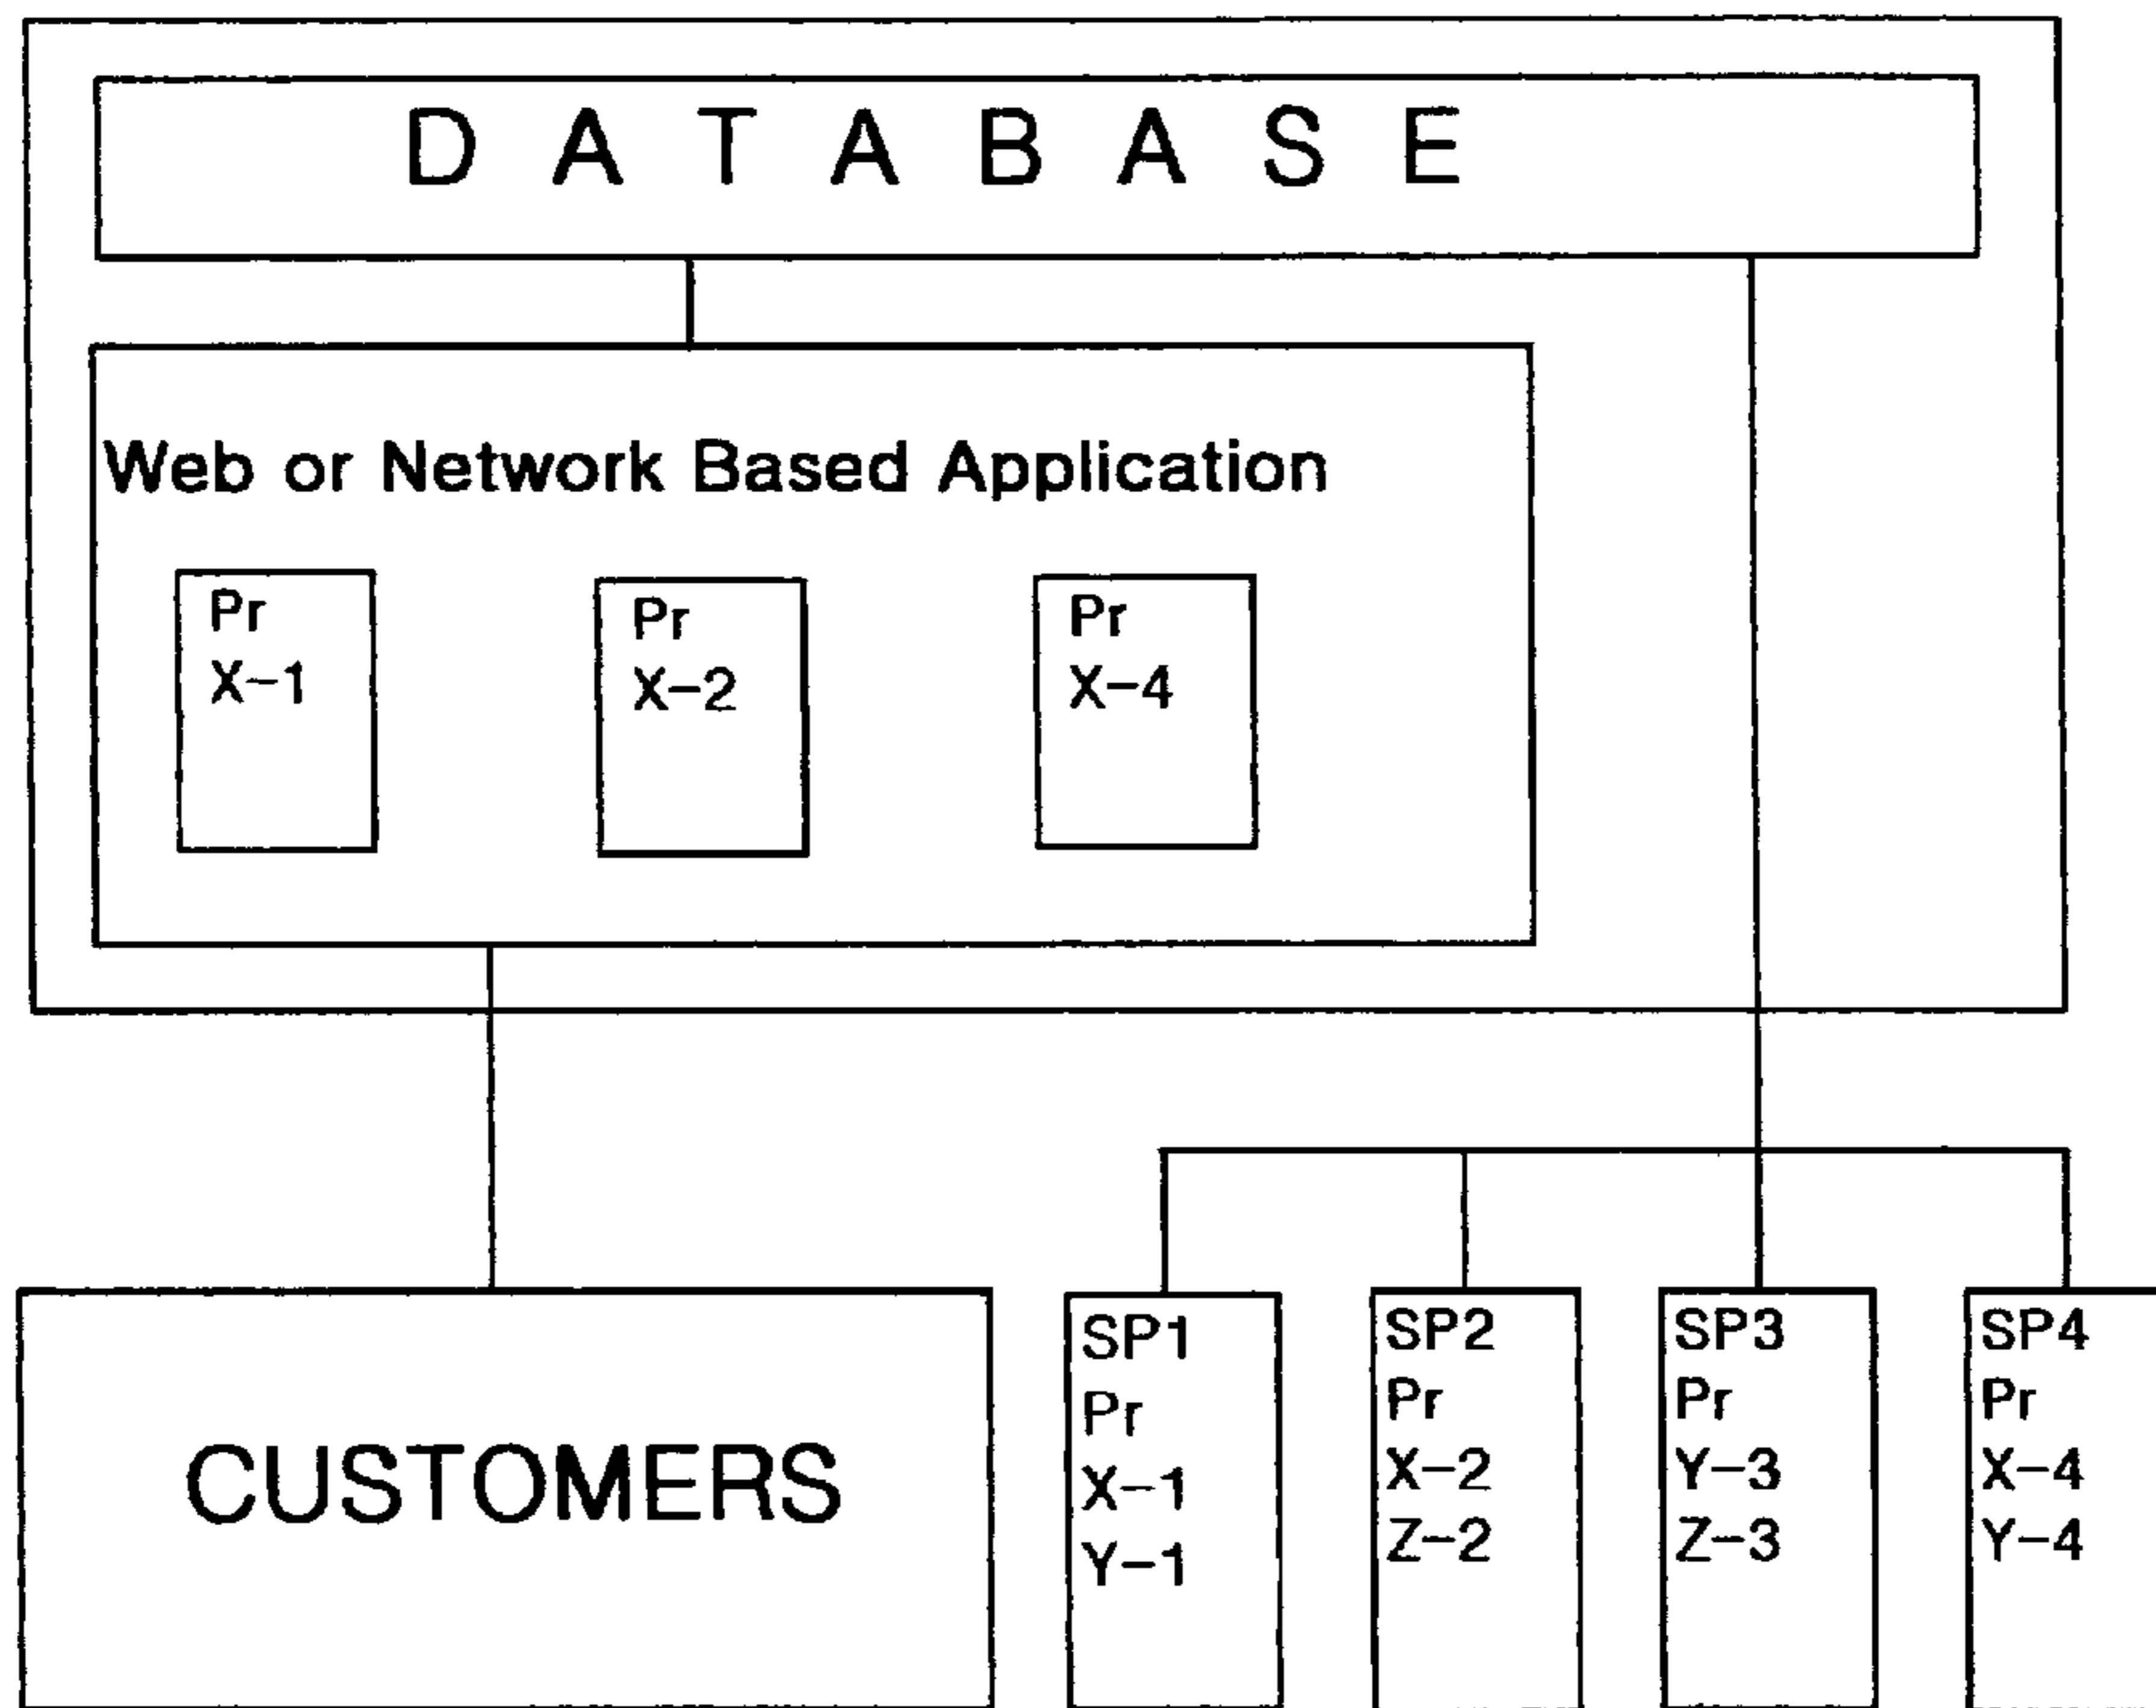 D A T A B A S E
Web or Network Based Application
Pr
X-1
Pr
X-2
Pr
X-4
CUSTOMERS
SP1
Pr
X-1
Y-1
SP2
Pr
X-2
Z-2
SP3
Pr
Y-3
Z-3
SP4
Pr
X-4
Y-4